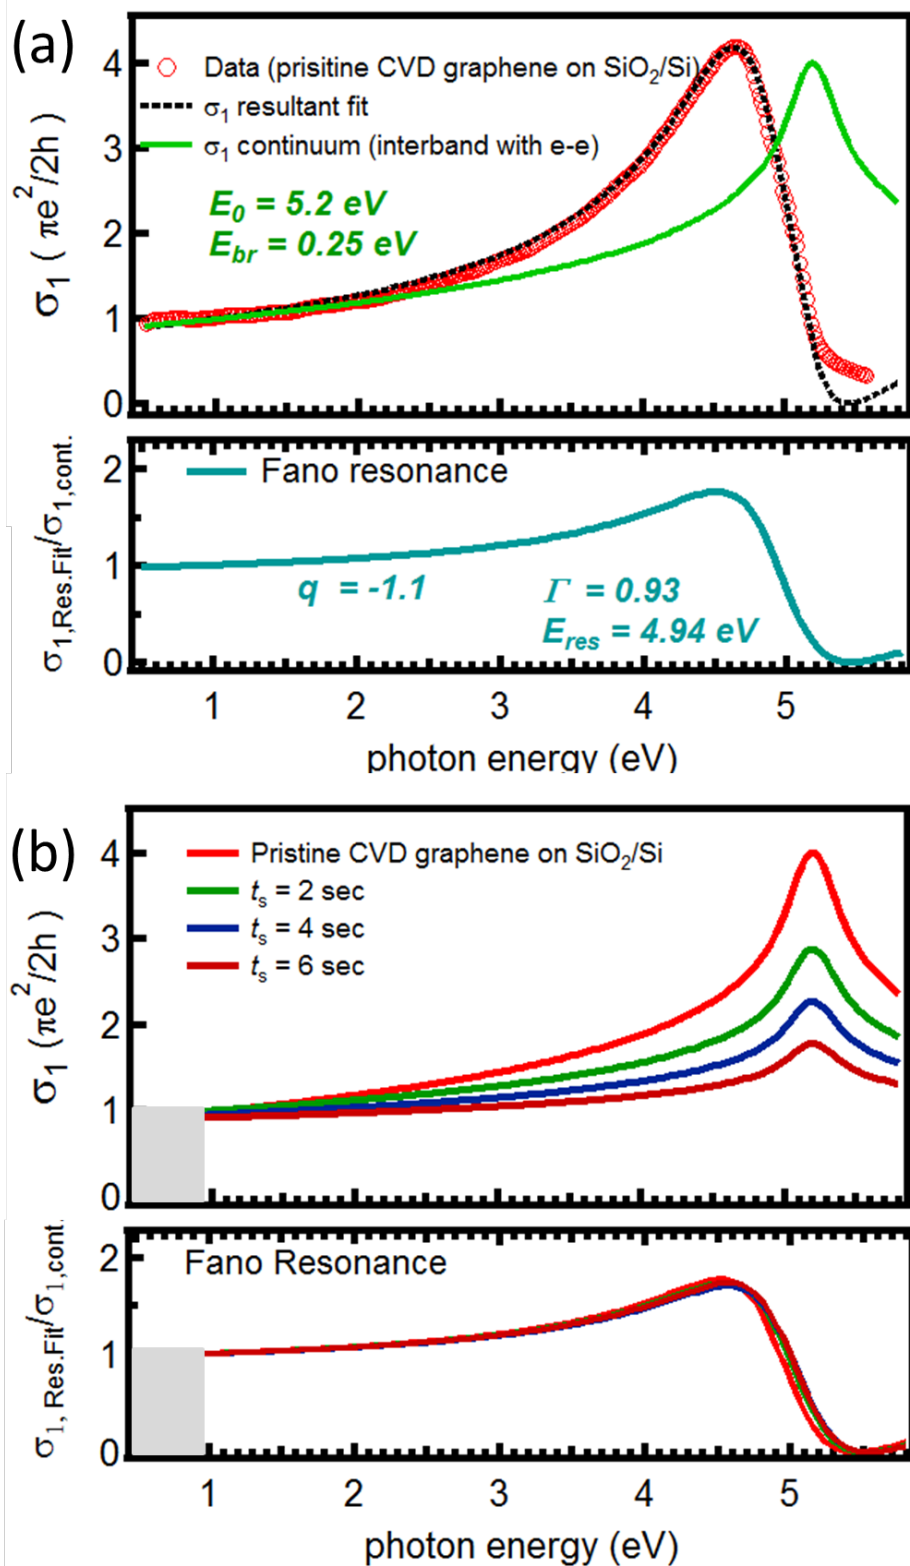 (a)
4
Data (prisitine CVD graphene on SiO₂/Si)
σ₁ resultant fit
3
σ₁ continuum (interband with e-e)
E₀ = 5.2 eV
2
E_br = 0.25 eV
1
0
σ₁ ( πe²/2h )
2
Fano resonance
1
q = -1.1
Γ = 0.93
E_res = 4.94 eV
0
σ₁,Res.Fit/σ₁,cont.
1 2 3 4 5
photon energy (eV)
(b)
4
Pristine CVD graphene on SiO₂/Si
tₛ = 2 sec
3
tₛ = 4 sec
tₛ = 6 sec
2
1
0
σ₁ (πe²/2h )
2
Fano Resonance
1
0
σ₁, Res.Fit/σ₁,cont.
1 2 3 4 5
photon energy (eV)